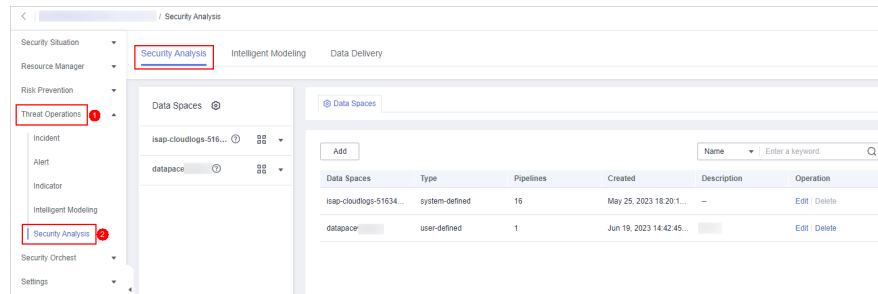 / Security Analysis
Security Situation
Resource Manager
Risk Prevention
Threat Operations 1
Incident
Alert
Indicator
Intelligent Modeling
Security Analysis 2
Security Orchest
Settings
Security Analysis Intelligent Modeling Data Delivery
Data Spaces
isap-cloudlogs-516...
datapace
Data Spaces
Add Name Enter a keyword.
Data Spaces Type Pipelines Created Description Operation
isap-cloudlogs-51634... system-defined 16 May 25, 2023 18:20:1... -- Edit | Delete
datapace user-defined 1 Jun 19, 2023 14:42:45... Edit | Delete